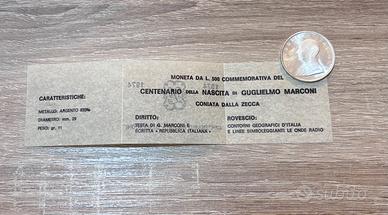 MONETA DA L. 500 COMMEMORATIVA DEL
CENTENARIO della NASCITA di GUGLIELMO MARCONI
CONIATA DALLA ZECCA
CARATTERISTICHE:
METALLO: ARGENTO 835‰
DIAMETRO: mm. 29
PESO: gr. 11
DIRITTO:
TESTA DI G. MARCONI E
SCRITTA «REPUBBLICA ITALIANA»
ROVESCIO:
CONTORNI GEOGRAFICI D'ITALIA
E LINEE SIMBOLEGGIANTI LE ONDE RADIO
subito